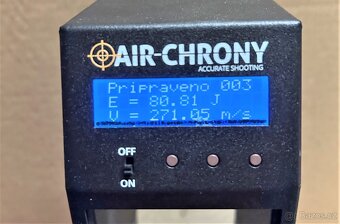 AIR-CHRONY
ACCURATE SHOOTING
Pripraveno 003
E = 80.81 J
V = 271.05 m/s
OFF
ON